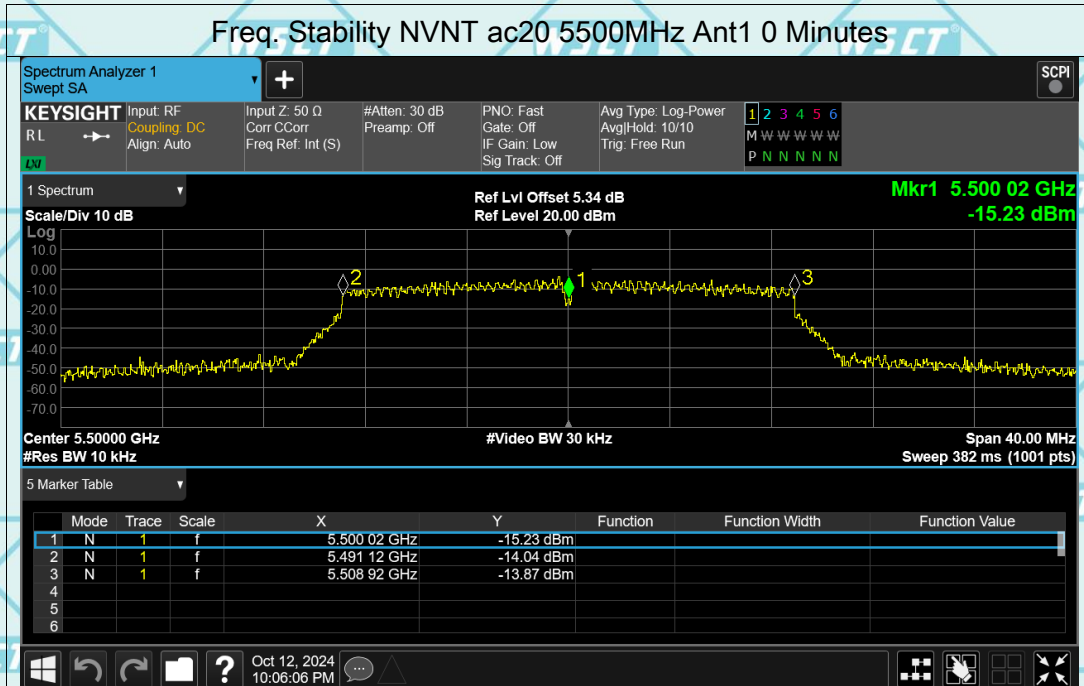 Freq. Stability NVNT ac20 5500MHz Ant1 0 Minutes
Spectrum Analyzer 1
Swept SA
+
SCPI
KEYSIGHT
R L
LXI
Input: RF
Coupling: DC
Align: Auto
Input Z: 50 Ω
Corr CCorr
Freq Ref: Int (S)
#Atten: 30 dB
Preamp: Off
PNO: Fast
Gate: Off
IF Gain: Low
Sig Track: Off
Avg Type: Log-Power
Avg|Hold: 10/10
Trig: Free Run
1 2 3 4 5 6
M W W W W W
P N N N N N
1 Spectrum
Scale/Div 10 dB
Ref Lvl Offset 5.34 dB
Ref Level 20.00 dBm
Mkr1 5.500 02 GHz
-15.23 dBm
Log
10.0
0.00
-10.0
-20.0
-30.0
-40.0
-50.0
-60.0
-70.0
2
1
3
Center 5.50000 GHz
#Res BW 10 kHz
#Video BW 30 kHz
Span 40.00 MHz
Sweep 382 ms (1001 pts)
5 Marker Table
Mode Trace Scale X Y Function Function Width Function Value
1 N 1 f 5.500 02 GHz -15.23 dBm
2 N 1 f 5.491 12 GHz -14.04 dBm
3 N 1 f 5.508 92 GHz -13.87 dBm
4
5
6
?
Oct 12, 2024
10:06:06 PM